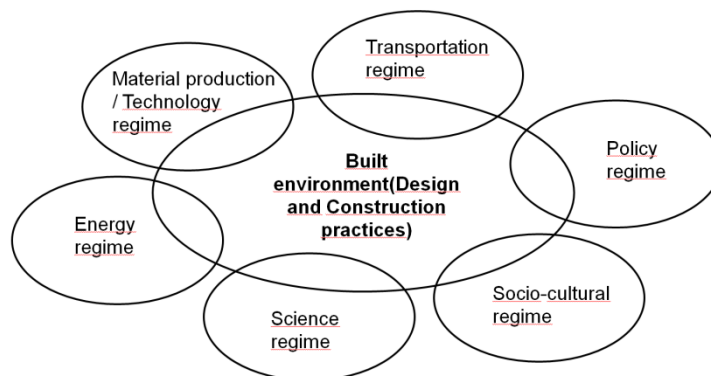 Transportation
regime
Material production
/ Technology
regime
Policy
regime
Built
environment(Design
and Construction
practices)
Energy
regime
Socio-cultural
regime
Science
regime